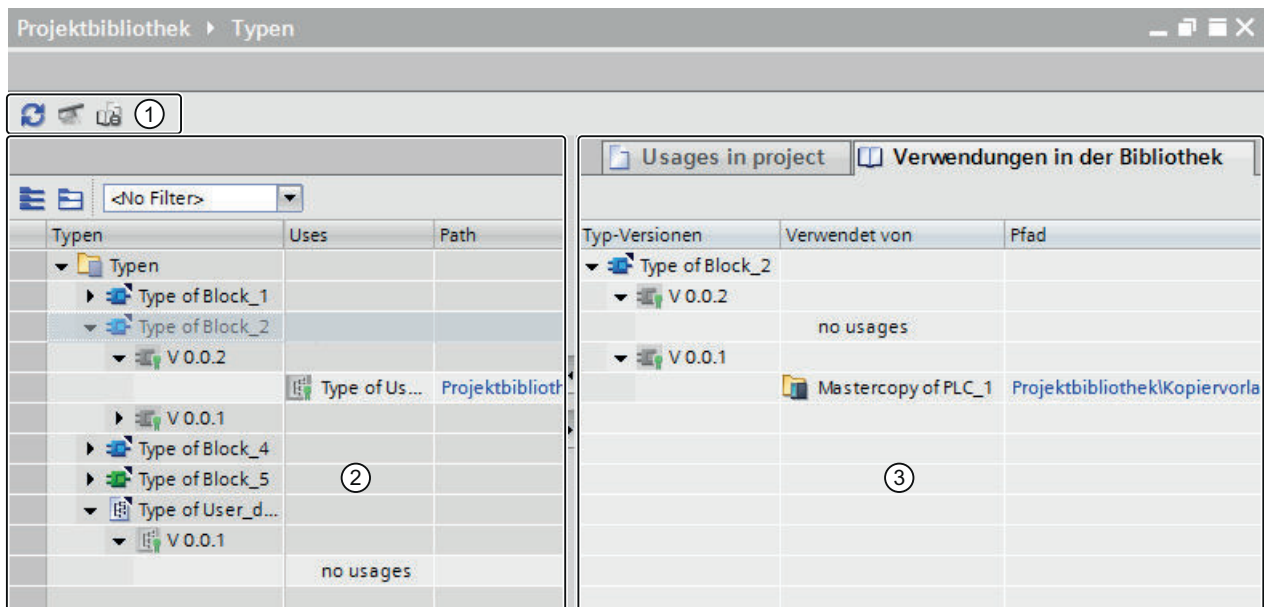 Projektbibliothek ▸ Typen
1
Usages in project
Verwendungen in der Bibliothek
<No Filter>
Typen Uses Path
Typen
Type of Block_1
Type of Block_2
V 0.0.2
Type of Us... Projektbiblioth
V 0.0.1
Type of Block_4
Type of Block_5
2
Type of User_d...
V 0.0.1
no usages
Typ-Versionen Verwendet von Pfad
Type of Block_2
V 0.0.2
no usages
V 0.0.1
Mastercopy of PLC_1 Projektbibliothek\Kopiervorla
3